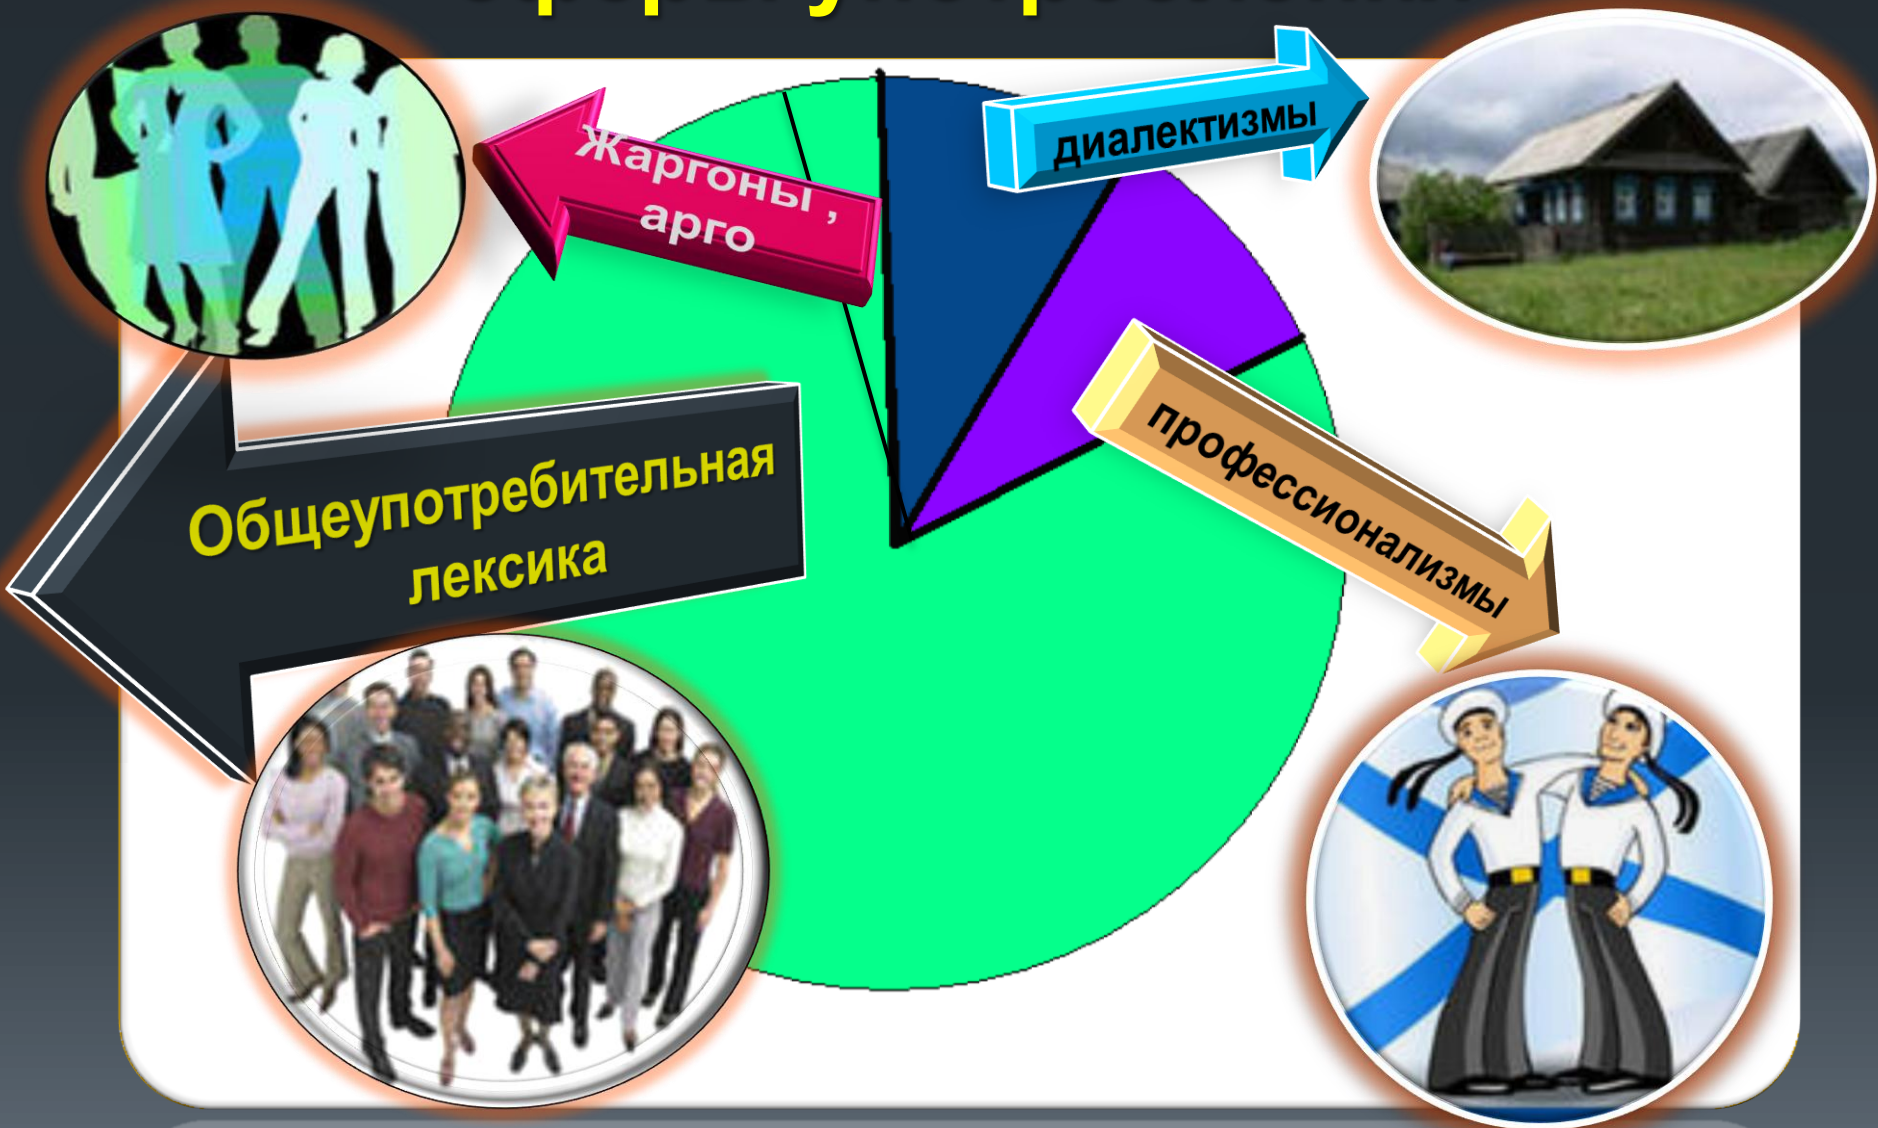 диалектизмы
Жаргоны ,
арго
профессионализмы
Общеупотребительная
лексика